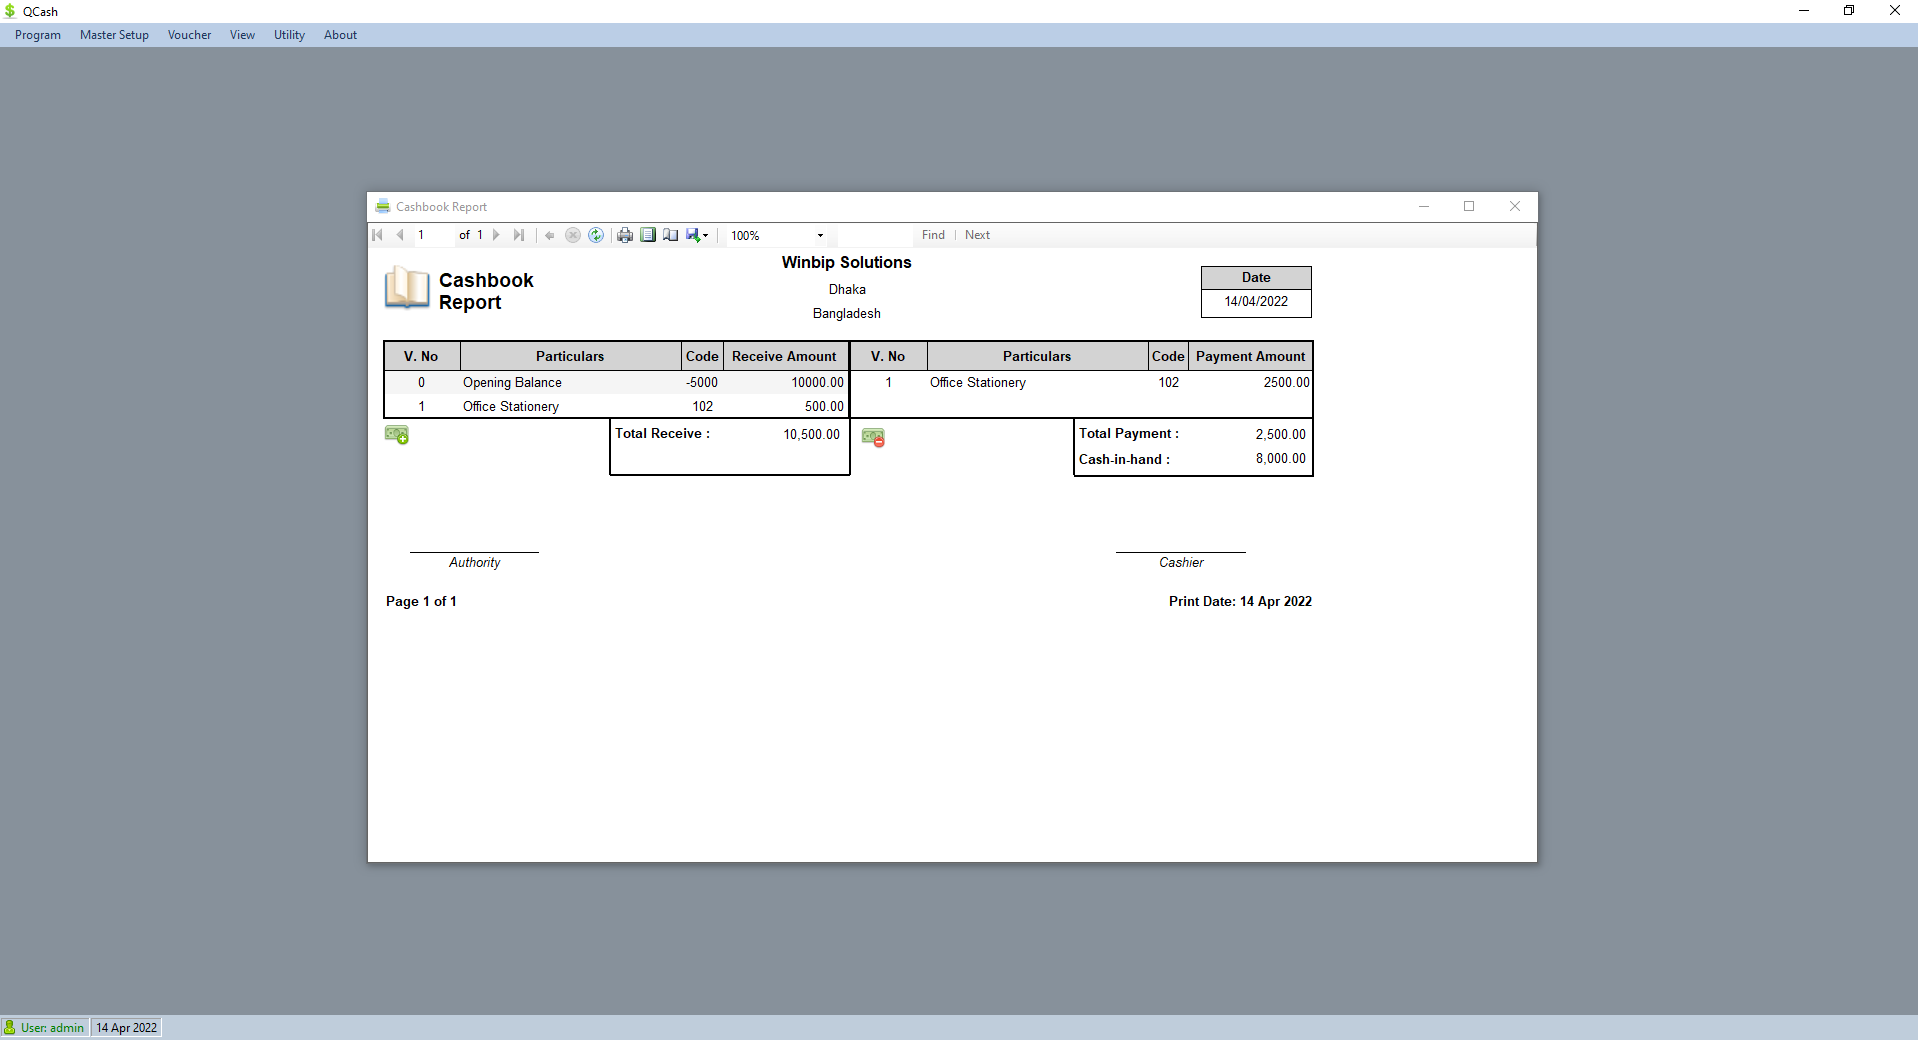 QCash
Program Master Setup Voucher View Utility About
Cashbook Report
1 of 1 100% Find Next
Winbip Solutions
Dhaka
Bangladesh
Cashbook
Report
Date
14/04/2022
V. No Particulars Code Receive Amount V. No Particulars Code Payment Amount
0 Opening Balance -5000 10000.00 1 Office Stationery 102 2500.00
1 Office Stationery 102 500.00
Total Receive : 10,500.00 Total Payment : 2,500.00
Cash-in-hand : 8,000.00
Authority Cashier
Page 1 of 1 Print Date: 14 Apr 2022
User: admin 14 Apr 2022